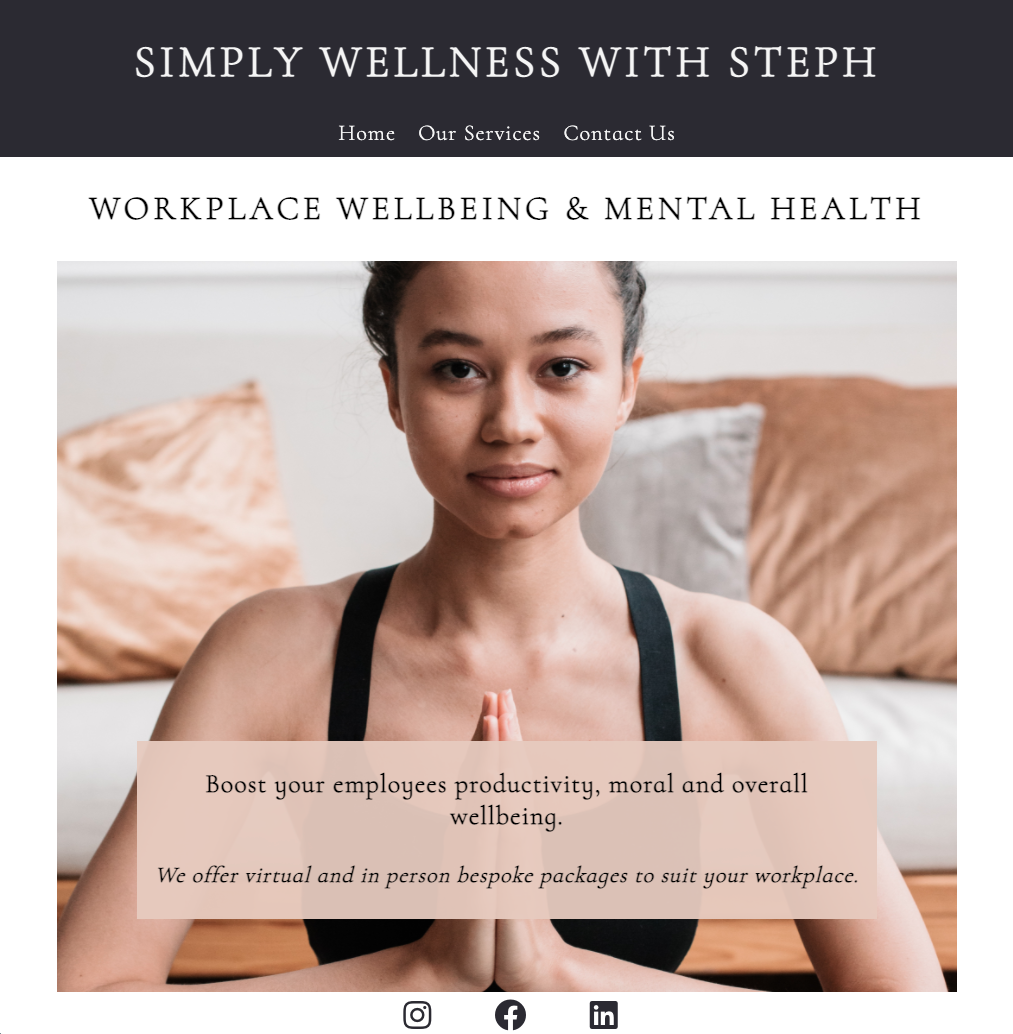 SIMPLY WELLNESS WITH STEPH
Home Our Services Contact Us
WORKPLACE WELLBEING & MENTAL HEALTH
Boost your employees productivity, moral and overall
wellbeing.
We offer virtual and in person bespoke packages to suit your workplace.